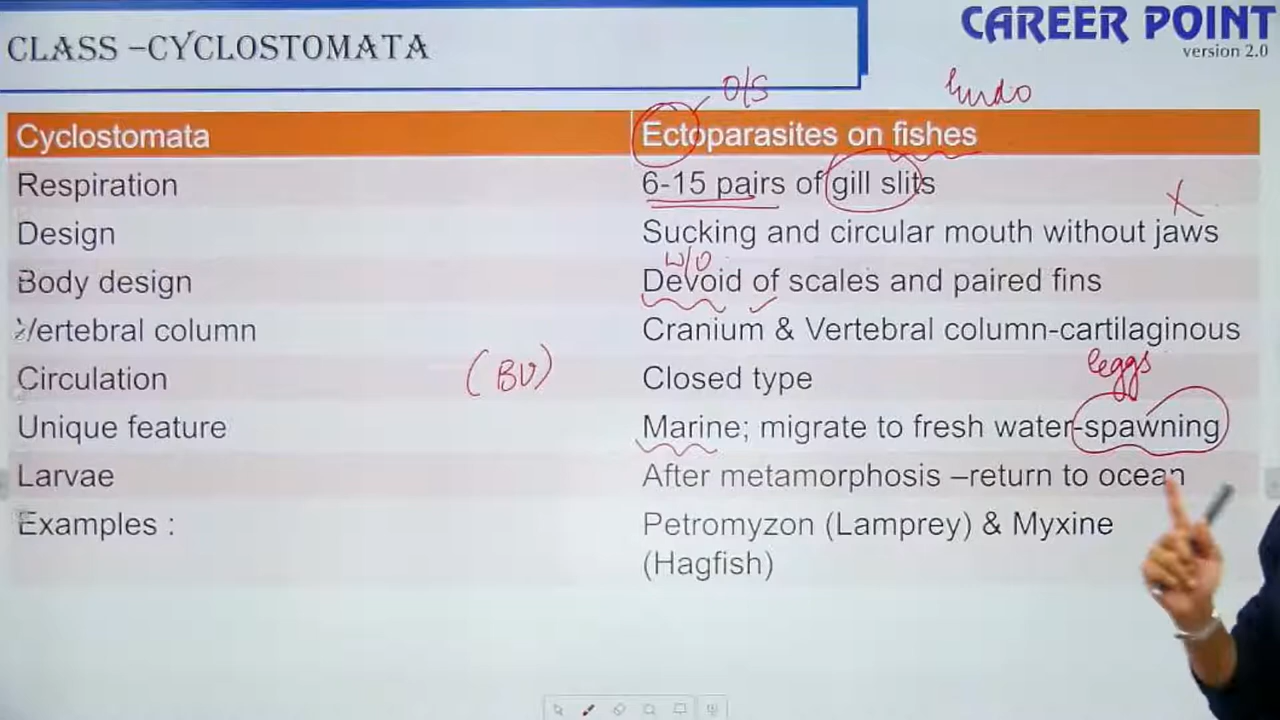 CLASS –CYCLOSTOMATA
CAREER POINT
version 2.0
O/S
Endo
Cyclostomata Ectoparasites on fishes
Respiration 6-15 pairs of gill slits
X
Design Sucking and circular mouth without jaws
w/o
Body design Devoid of scales and paired fins
Vertebral column Cranium & Vertebral column-cartilaginous
(BV)
eggs
Circulation Closed type
Unique feature Marine; migrate to fresh water-spawning
Larvae After metamorphosis –return to ocean
Examples : Petromyzon (Lamprey) & Myxine
(Hagfish)